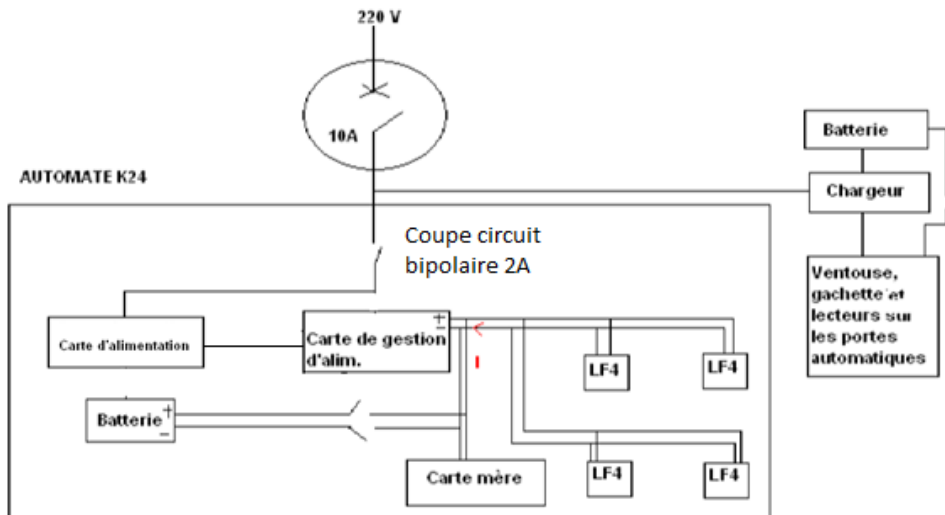 220 V
10A
AUTOMATE K24
Batterie
Chargeur
Coupe circuit
bipolaire 2A
Ventouse,
gachette et
lecteurs sur
les portes
automatiques
Carte d'alimentation
Carte de gestion
d'alim.
+
−
I
LF4
LF4
Batterie
+
−
Carte mère
LF4
LF4